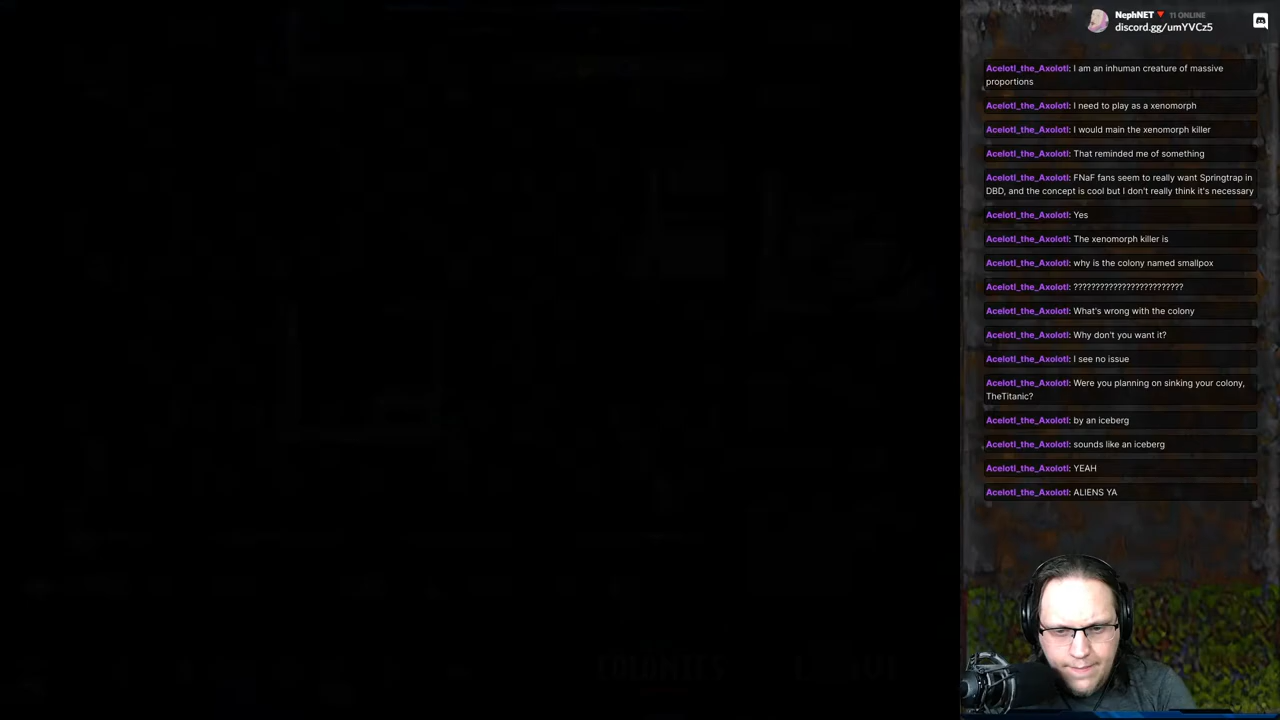 NephNET 11 ONLINE
discord.gg/umYVCz5
Acelotl_the_Axolotl: I am an inhuman creature of massive
proportions
Acelotl_the_Axolotl: I need to play as a xenomorph
Acelotl_the_Axolotl: I would main the xenomorph killer
Acelotl_the_Axolotl: That reminded me of something
Acelotl_the_Axolotl: FNaF fans seem to really want Springtrap in
DBD, and the concept is cool but I don't really think it's necessary
Acelotl_the_Axolotl: Yes
Acelotl_the_Axolotl: The xenomorph killer is
Acelotl_the_Axolotl: why is the colony named smallpox
Acelotl_the_Axolotl: ?????????????????????????
Acelotl_the_Axolotl: What's wrong with the colony
Acelotl_the_Axolotl: Why don't you want it?
Acelotl_the_Axolotl: I see no issue
Acelotl_the_Axolotl: Were you planning on sinking your colony,
TheTitanic?
Acelotl_the_Axolotl: by an iceberg
Acelotl_the_Axolotl: sounds like an iceberg
Acelotl_the_Axolotl: YEAH
Acelotl_the_Axolotl: ALIENS YA
COLONIES